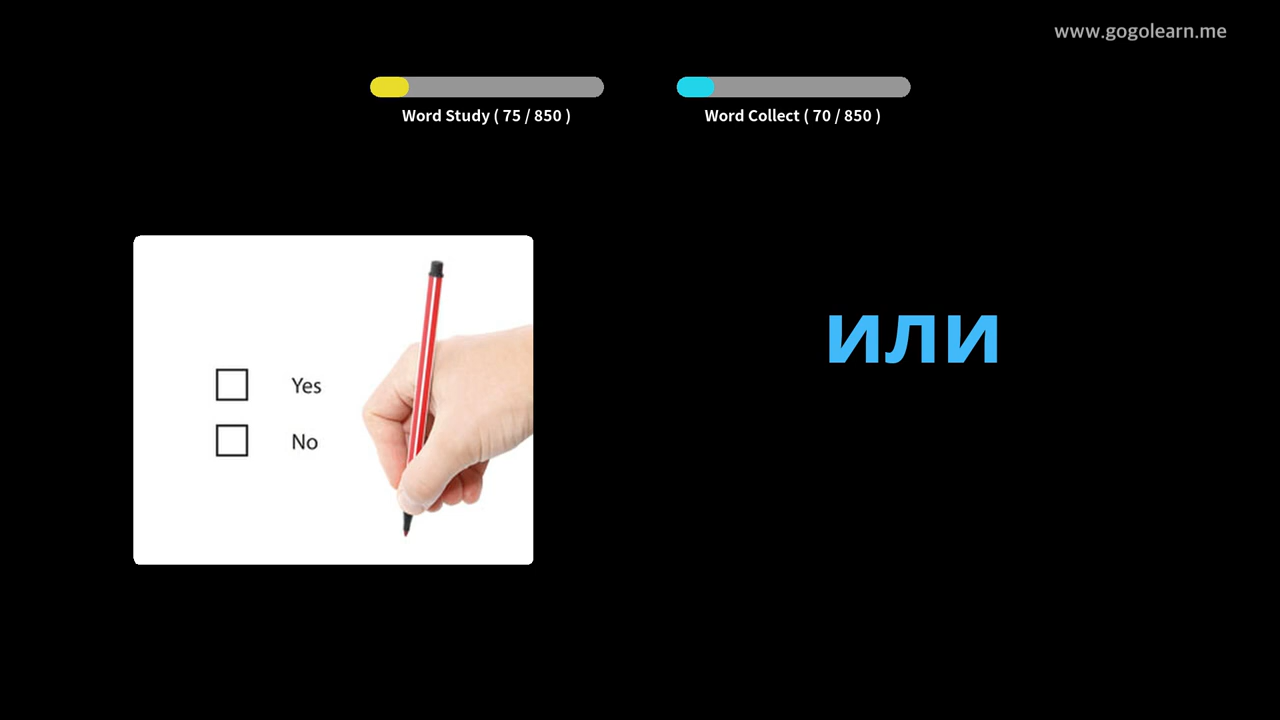 www.gogolearn.me
Word Study ( 75 / 850 )
Word Collect ( 70 / 850 )
Yes
No
или